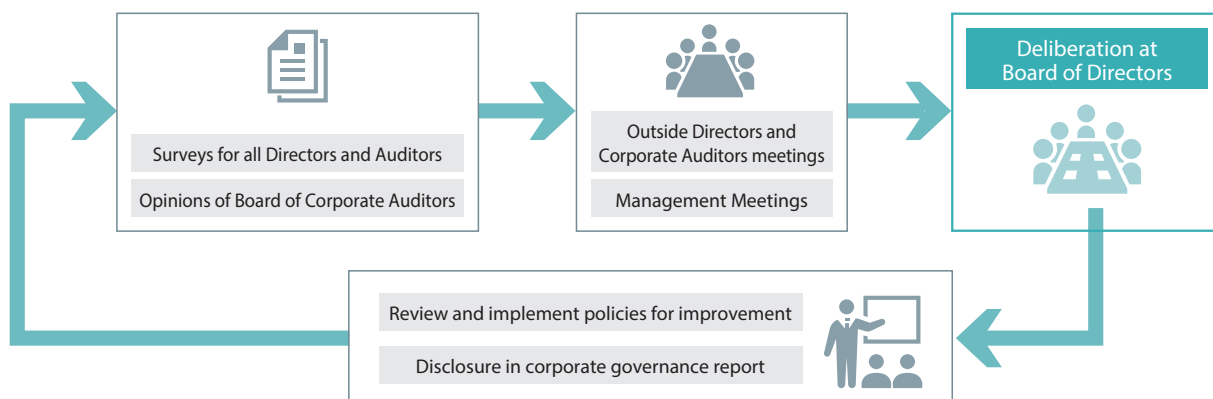 Surveys for all Directors and Auditors
Opinions of Board of Corporate Auditors
Outside Directors and
Corporate Auditors meetings
Management Meetings
Deliberation at
Board of Directors
Review and implement policies for improvement
Disclosure in corporate governance report